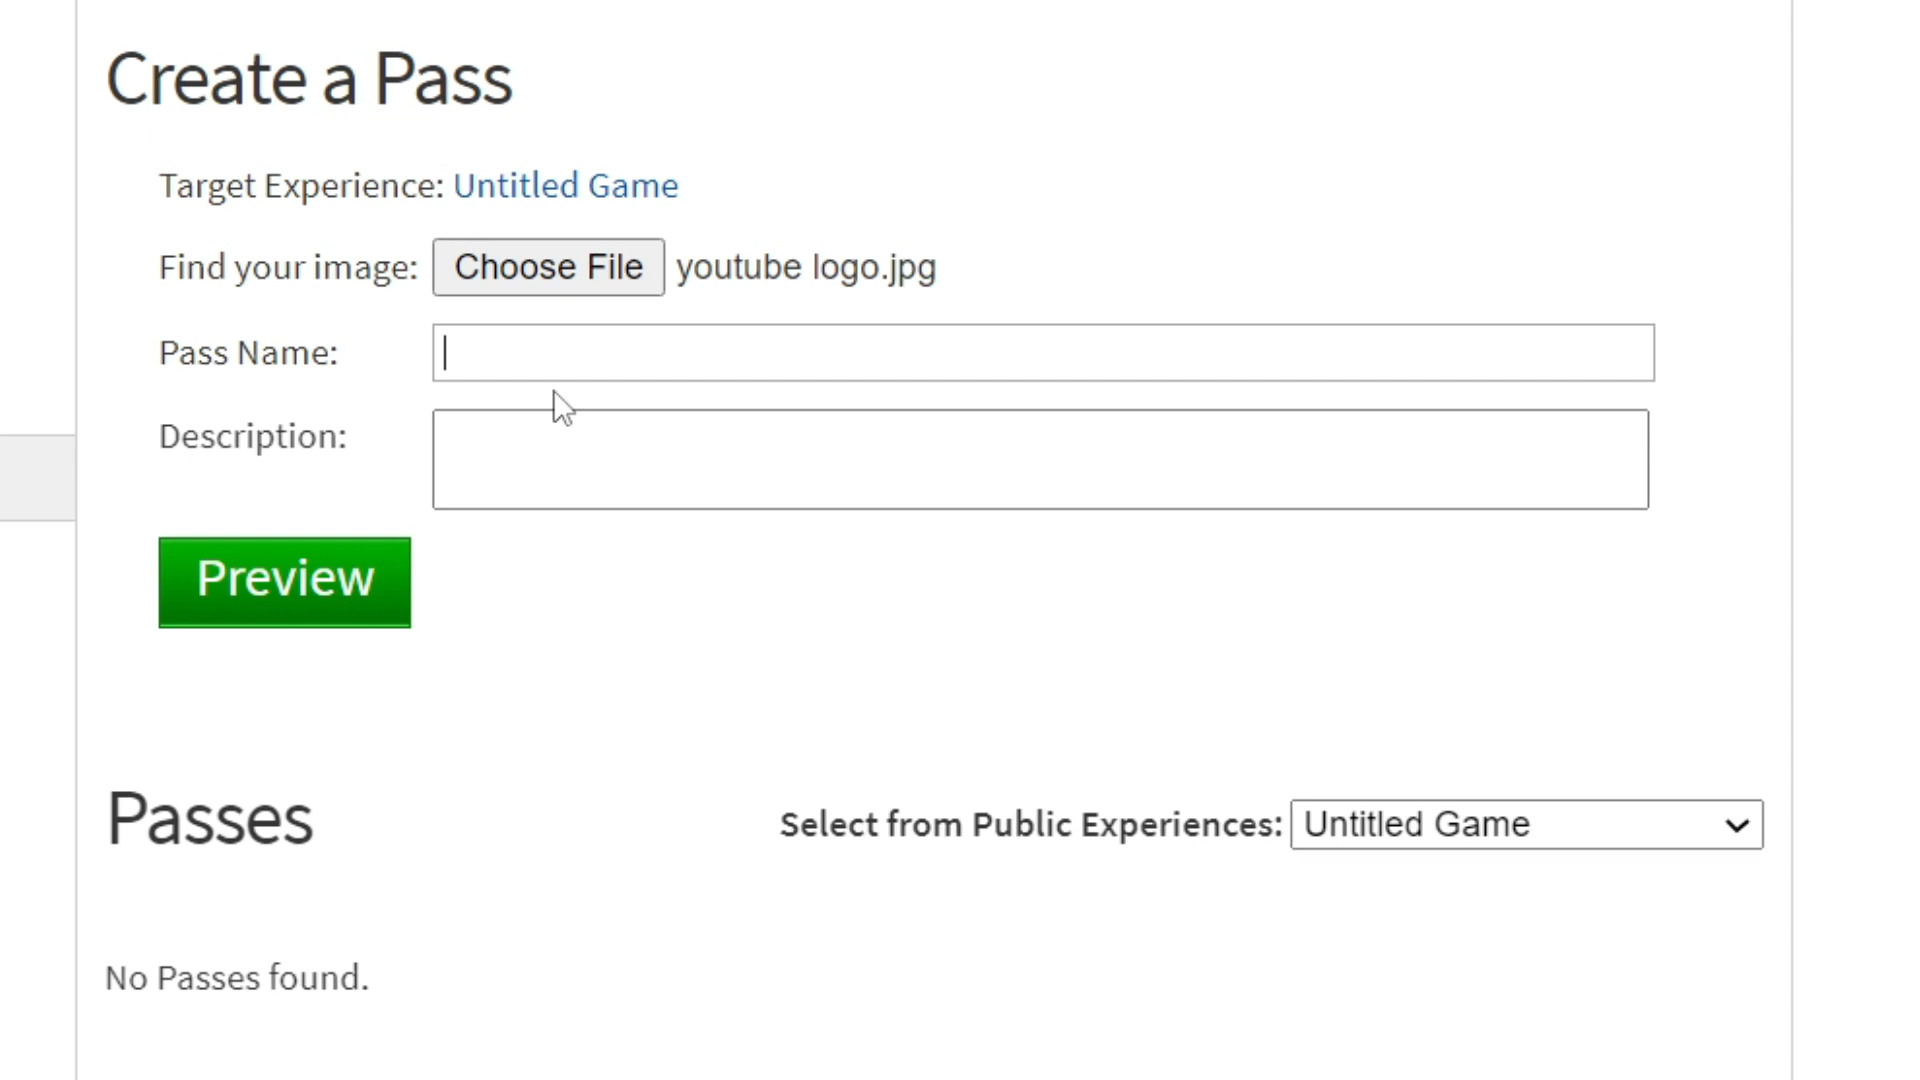 Create a Pass
Target Experience: Untitled Game
Find your image: Choose File youtube logo.jpg
Pass Name:
Description:
Preview
Passes
Select from Public Experiences: Untitled Game
No Passes found.